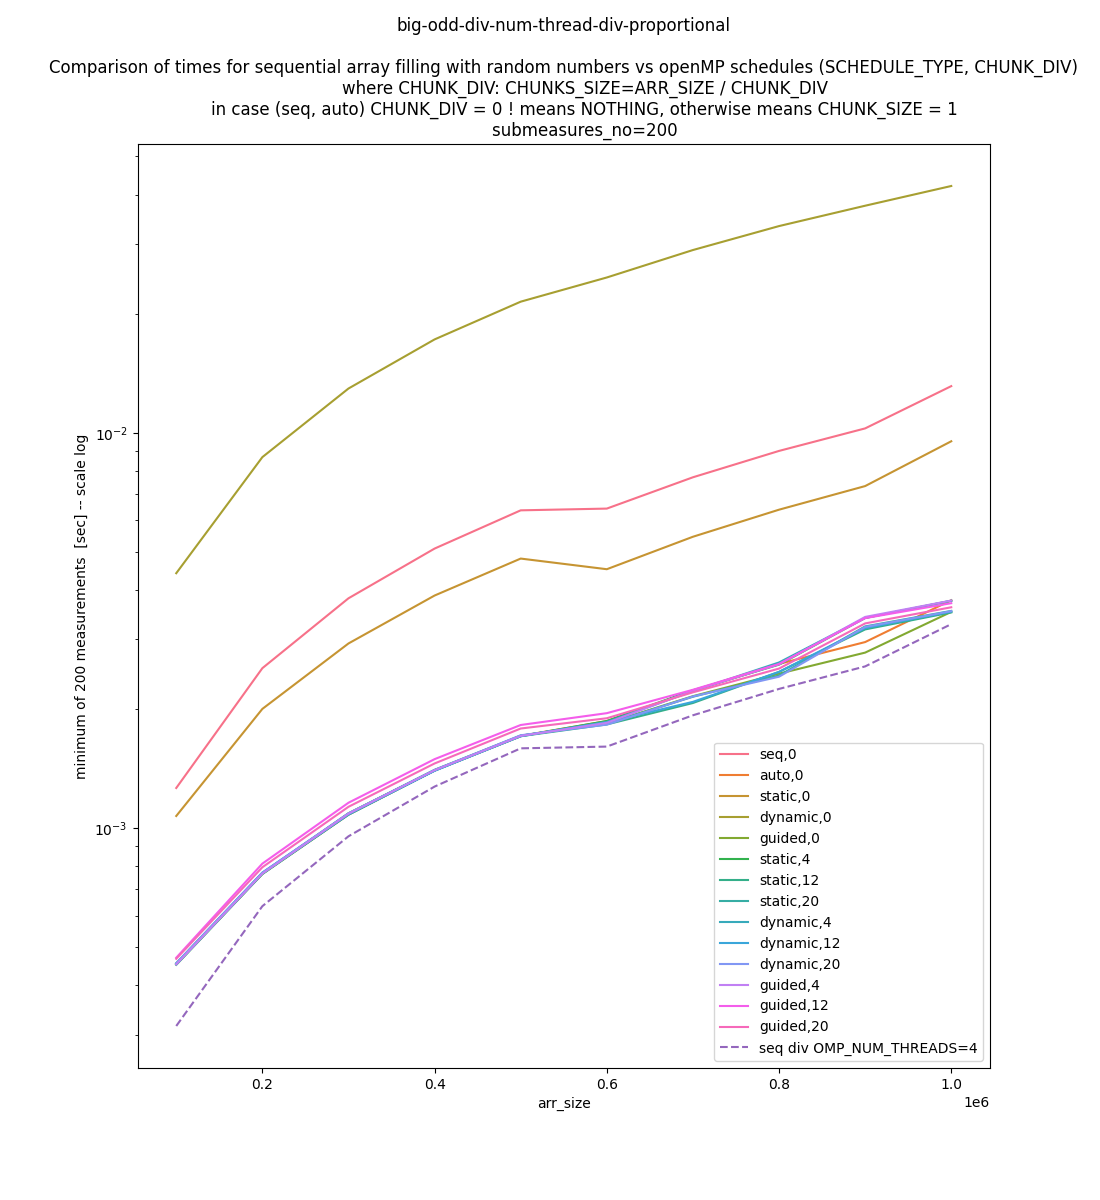 big-odd-div-num-thread-div-proportional
Comparison of times for sequential array filling with random numbers vs openMP schedules (SCHEDULE_TYPE, CHUNK_DIV)
where CHUNK_DIV: CHUNKS_SIZE=ARR_SIZE / CHUNK_DIV
in case (seq, auto) CHUNK_DIV = 0 ! means NOTHING, otherwise means CHUNK_SIZE = 1
submeasures_no=200
minimum of 200 measurements  [sec] -- scale log
10⁻²
10⁻³
seq,0
auto,0
static,0
dynamic,0
guided,0
static,4
static,12
static,20
dynamic,4
dynamic,12
dynamic,20
guided,4
guided,12
guided,20
seq div OMP_NUM_THREADS=4
0.2 0.4 0.6 0.8 1.0
1e6
arr_size